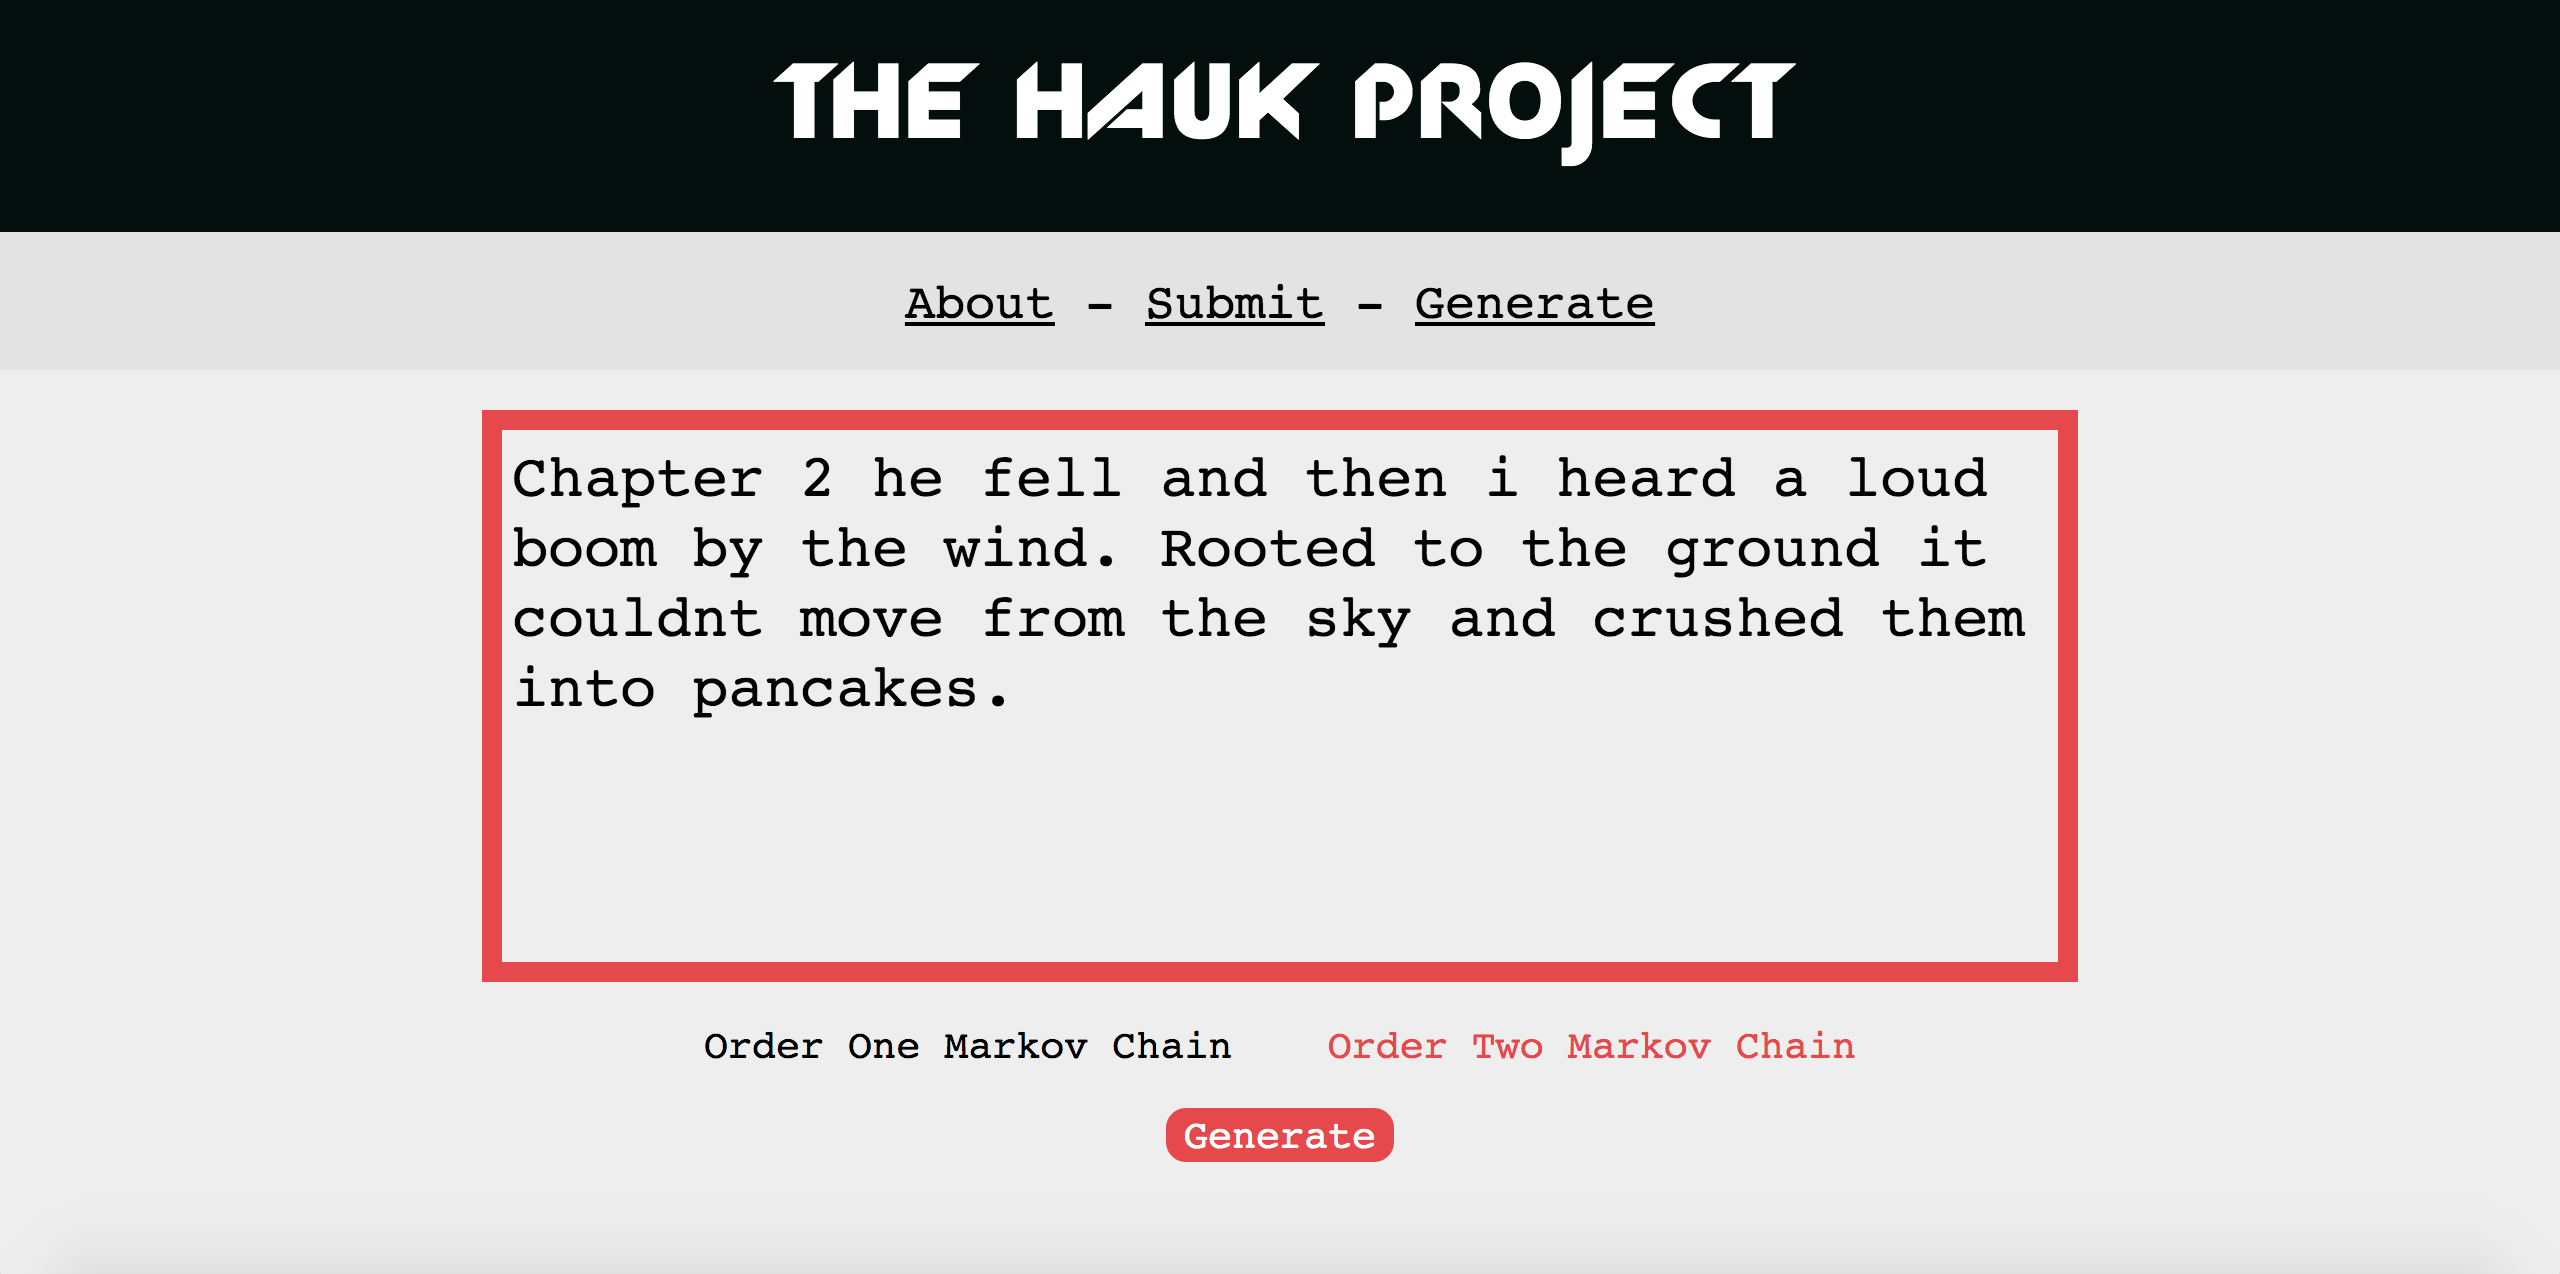 THE HAUK PROJECT
About - Submit - Generate
Chapter 2 he fell and then i heard a loud
boom by the wind. Rooted to the ground it
couldnt move from the sky and crushed them
into pancakes.
Order One Markov Chain Order Two Markov Chain
Generate